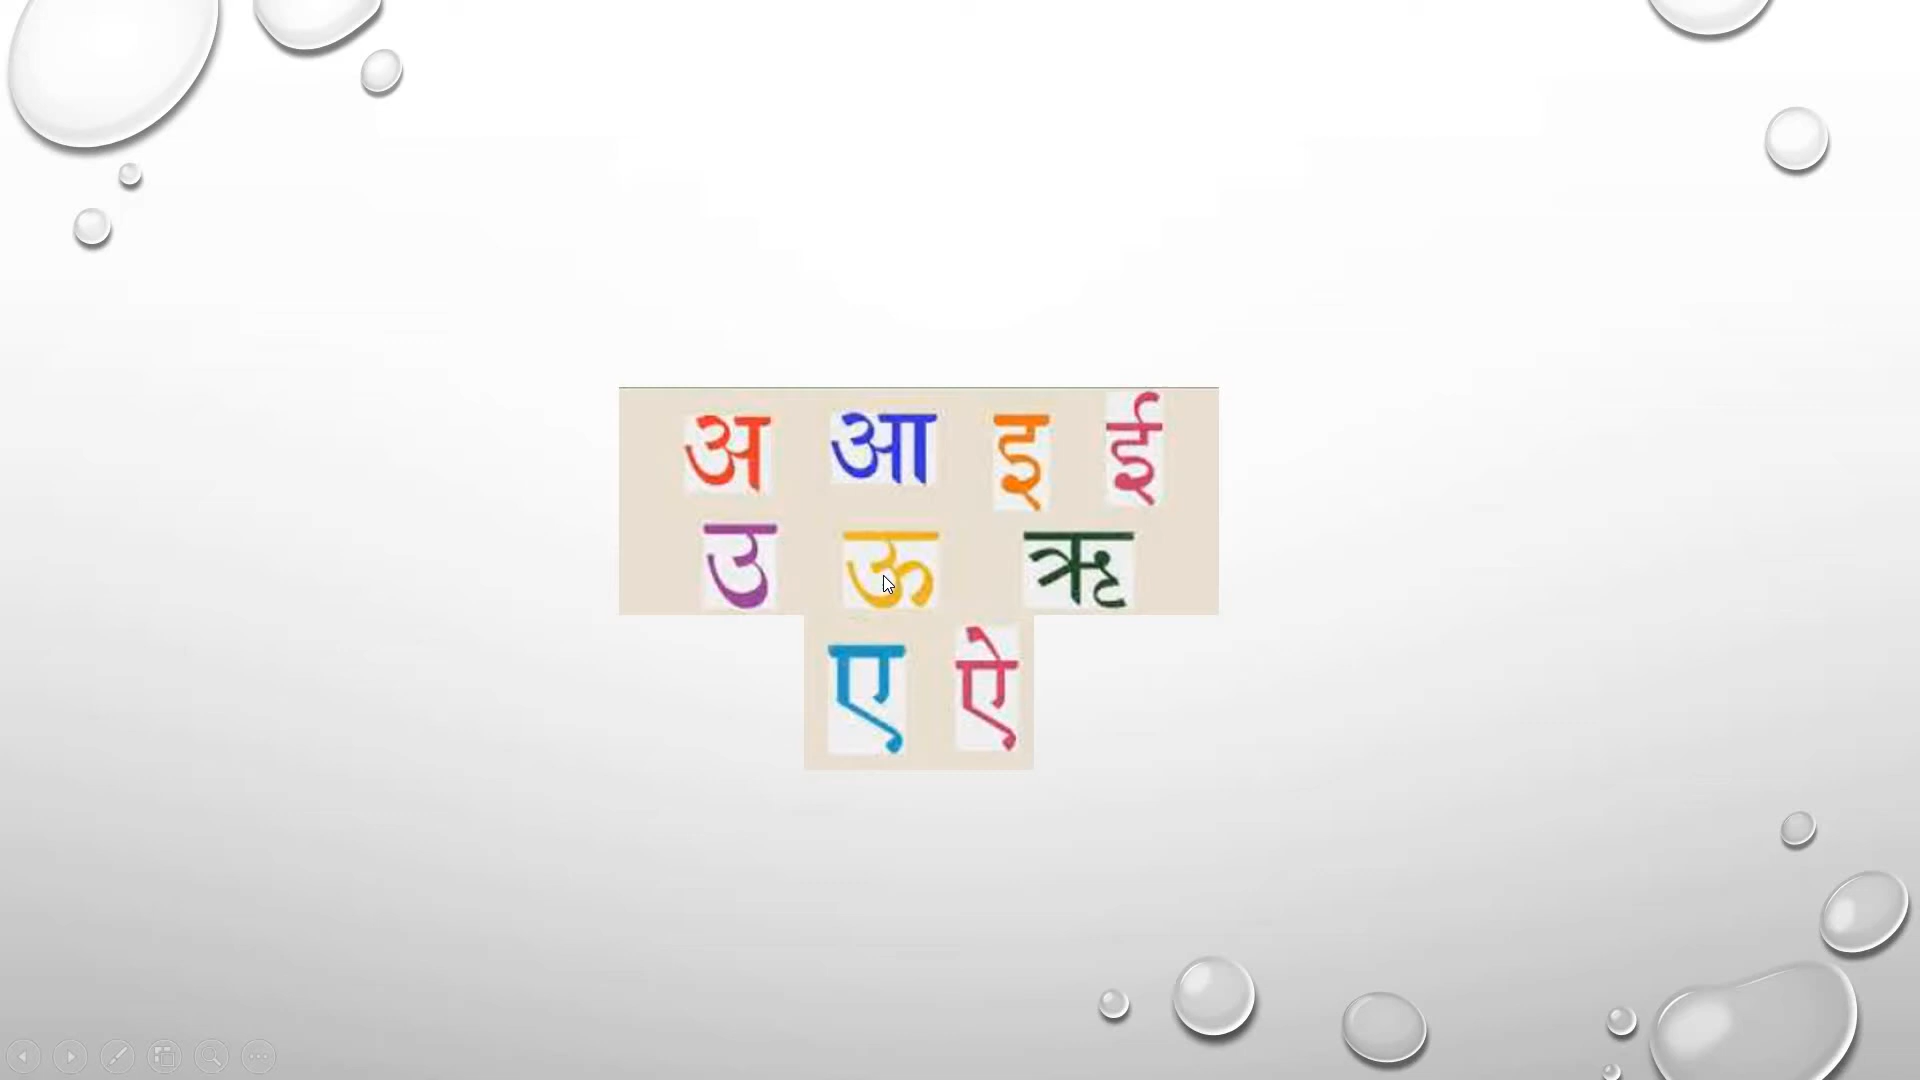 अ आ इ ई
उ ऊ ऋ
ए ऐ